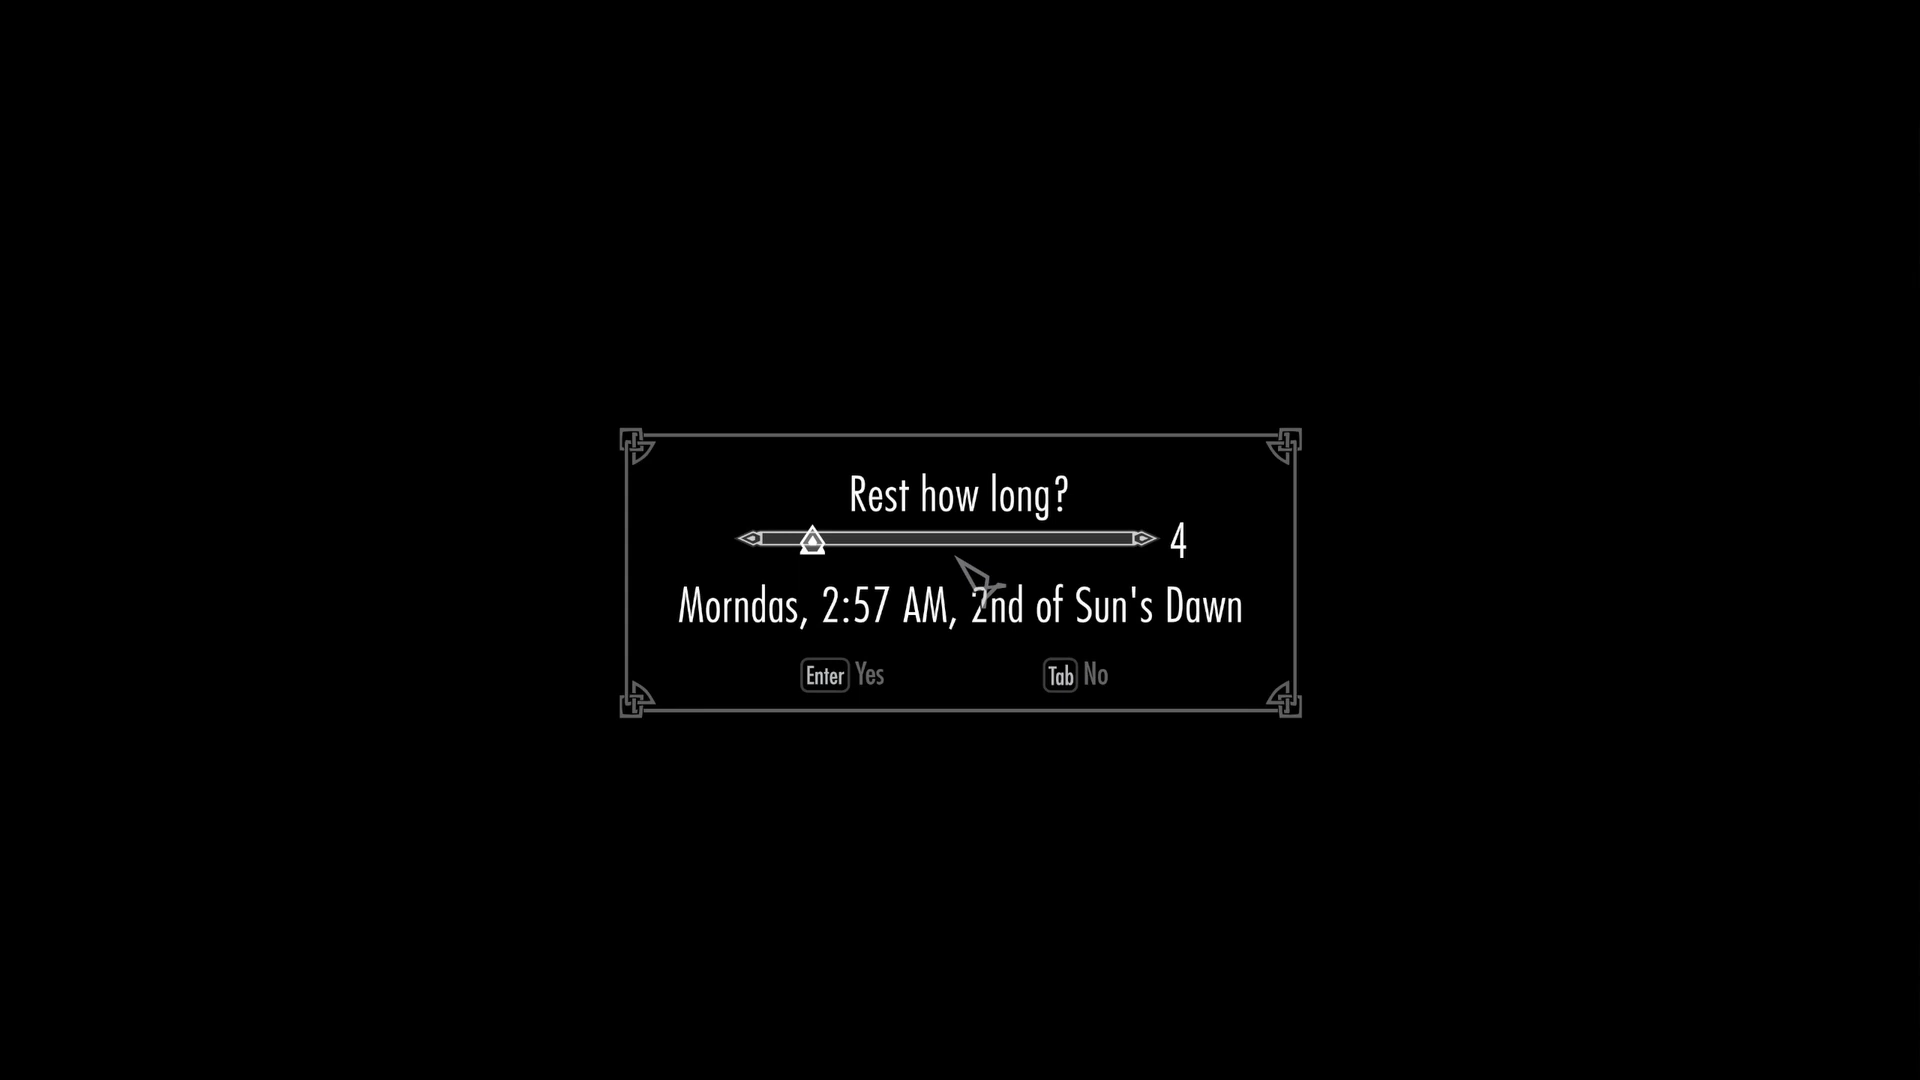 Rest how long?
4
Morndas, 2:57 AM, 2nd of Sun's Dawn
Enter Yes
Tab No